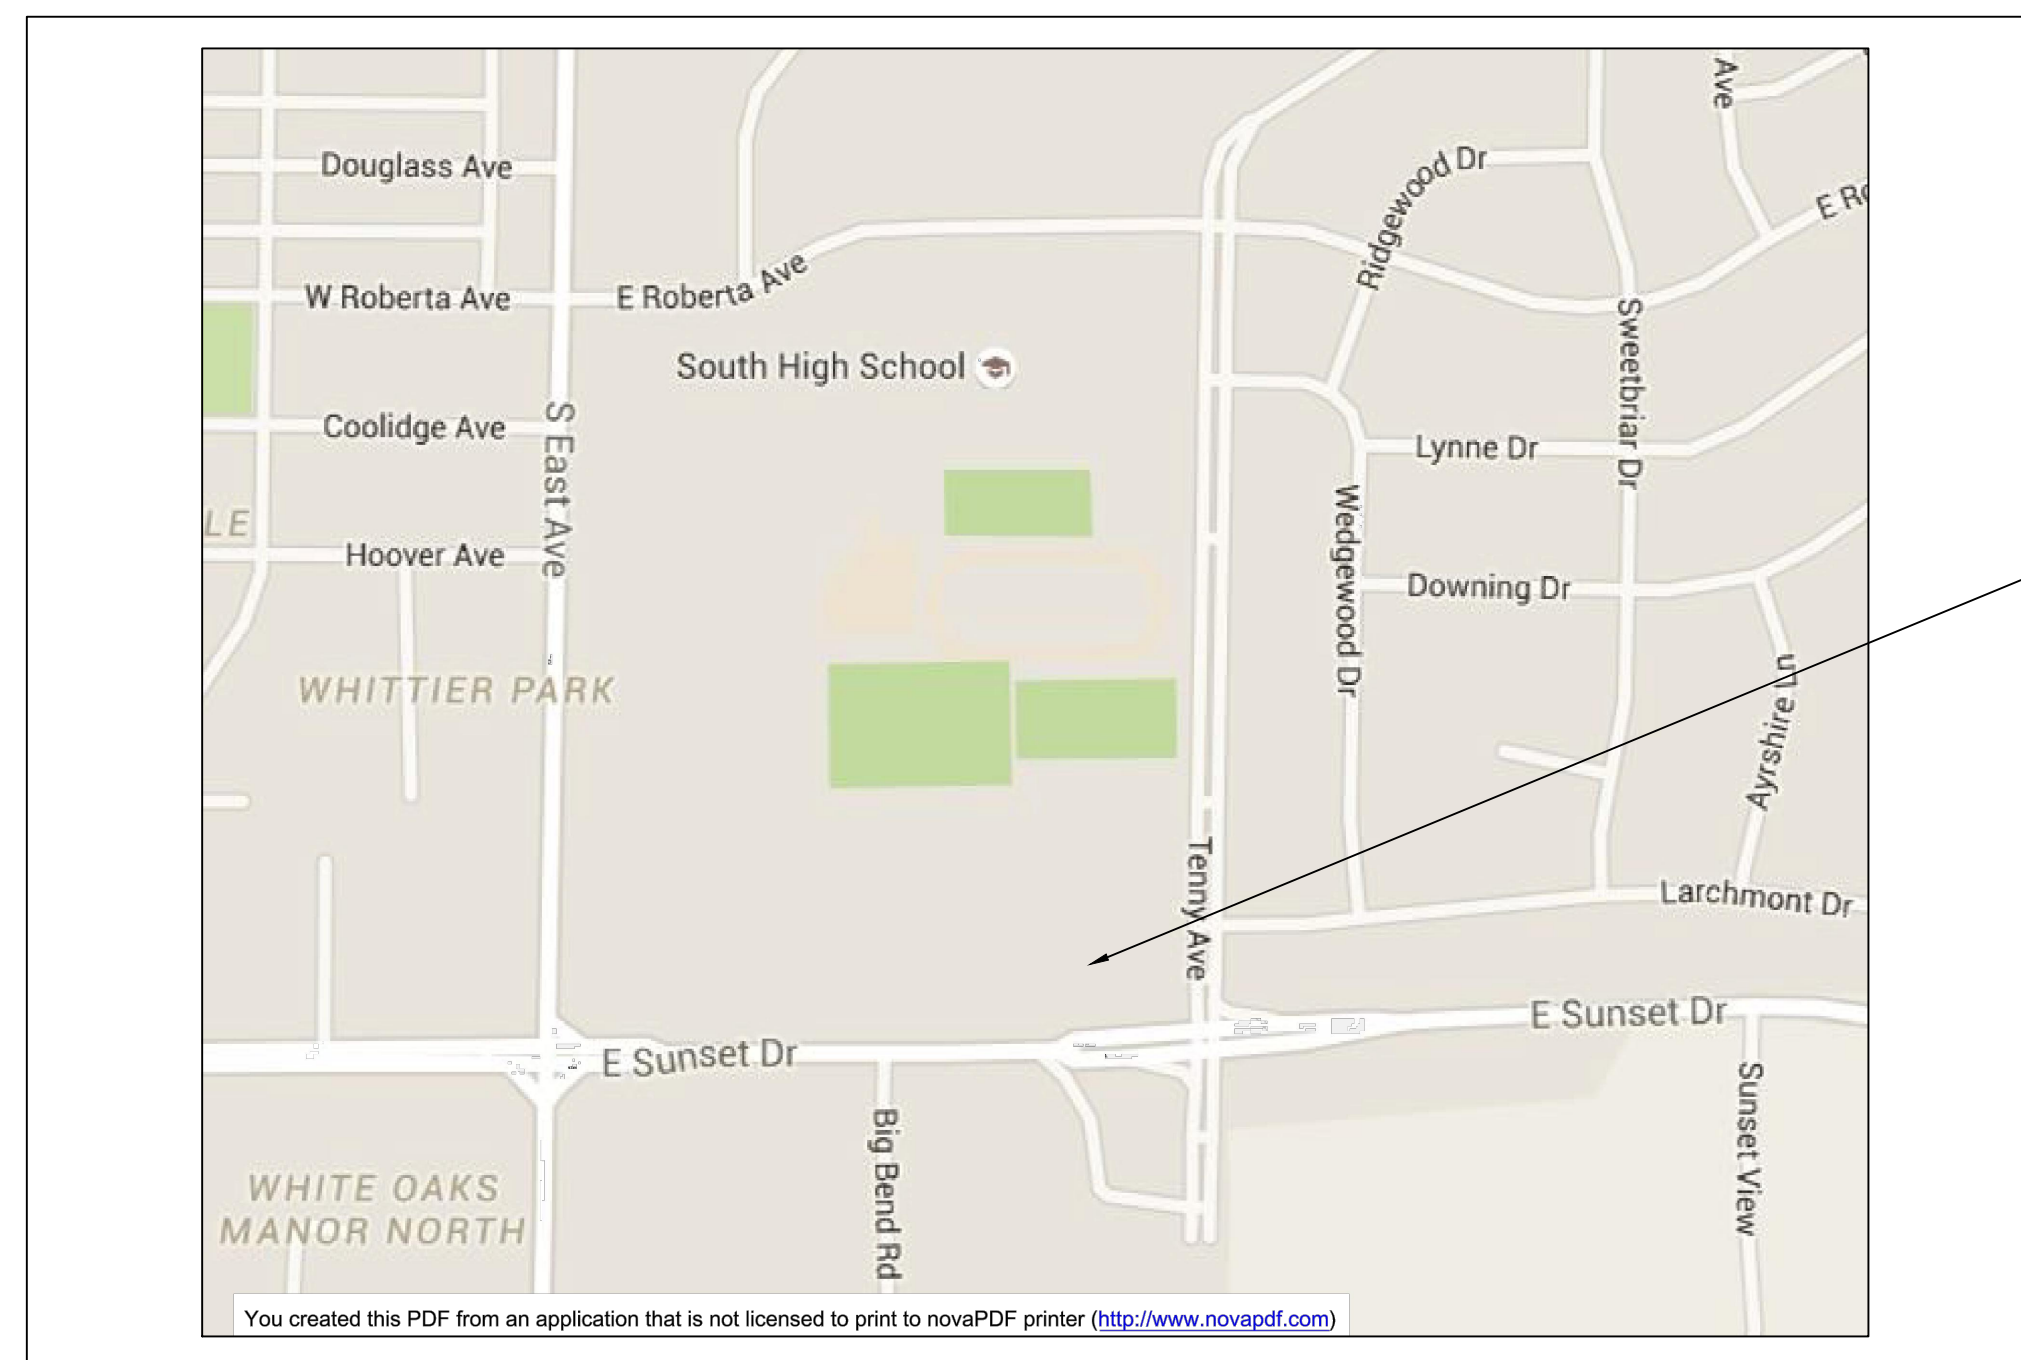 Ave
Douglass Ave
Ridgewood Dr
W Roberta Ave
E Roberta Ave
South High School
Sweetbriar Dr
S East Ave
Coolidge Ave
Lynne Dr
LE
Hoover Ave
Wedgewood Dr
Downing Dr
WHITTIER PARK
Ayrshire Ln
Tenny Ave
Larchmont Dr
E Sunset Dr
E Sunset Dr
Big Bend Rd
Sunset View
WHITE OAKS
MANOR NORTH
You created this PDF from an application that is not licensed to print to novaPDF printer (http://www.novapdf.com)